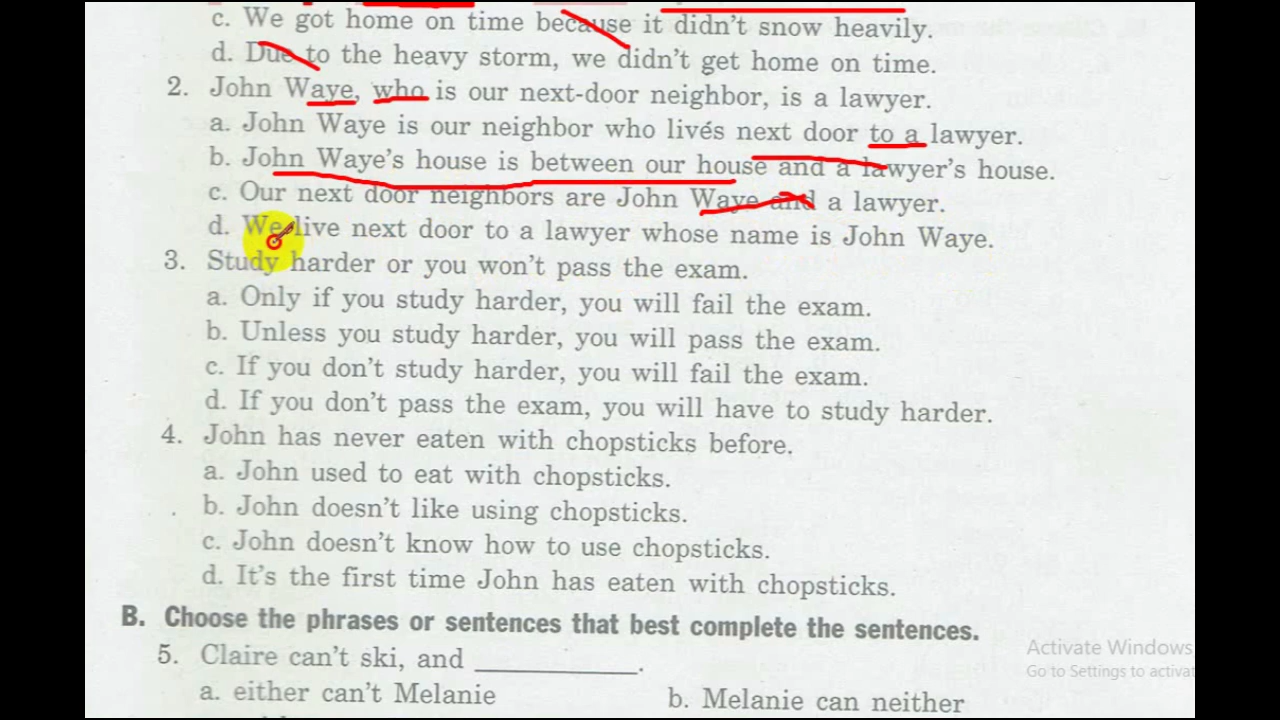 c. We got home on time because it didn't snow heavily.
d. Due to the heavy storm, we didn't get home on time.
2. John Waye, who is our next-door neighbor, is a lawyer.
a. John Waye is our neighbor who lives next door to a lawyer.
b. John Waye's house is between our house and a lawyer's house.
c. Our next door neighbors are John Waye and a lawyer.
d. We live next door to a lawyer whose name is John Waye.
3. Study harder or you won't pass the exam.
a. Only if you study harder, you will fail the exam.
b. Unless you study harder, you will pass the exam.
c. If you don't study harder, you will fail the exam.
d. If you don't pass the exam, you will have to study harder.
4. John has never eaten with chopsticks before.
a. John used to eat with chopsticks.
b. John doesn't like using chopsticks.
c. John doesn't know how to use chopsticks.
d. It's the first time John has eaten with chopsticks.
B. Choose the phrases or sentences that best complete the sentences.
5. Claire can't ski, and ____________.
a. either can't Melanie b. Melanie can neither
Activate Windows
Go to Settings to activat